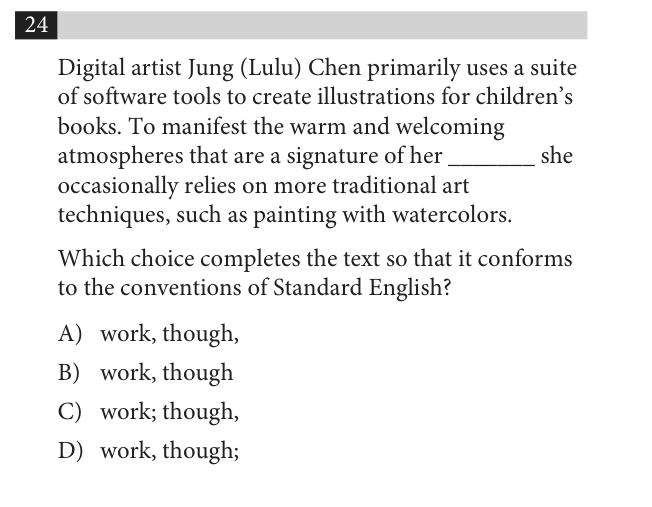 24
Digital artist Jung (Lulu) Chen primarily uses a suite
of software tools to create illustrations for children’s
books. To manifest the warm and welcoming
atmospheres that are a signature of her _______ she
occasionally relies on more traditional art
techniques, such as painting with watercolors.
Which choice completes the text so that it conforms
to the conventions of Standard English?
A) work, though,
B) work, though
C) work; though,
D) work, though;